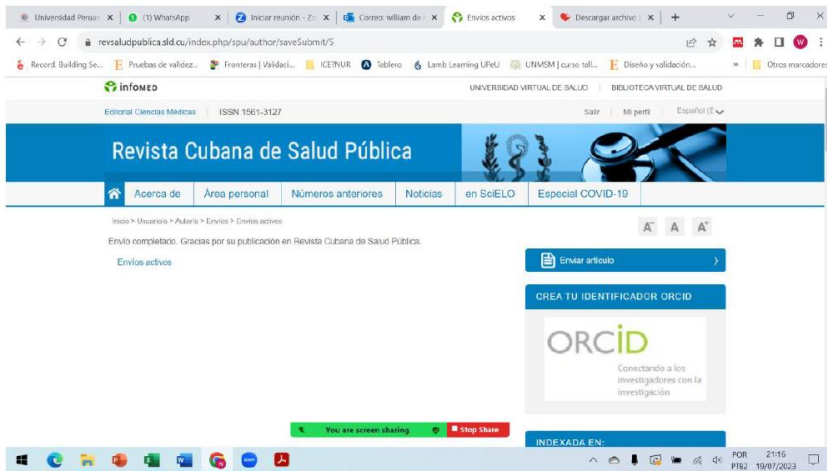 Universidad Peruan
(1) WhatsApp
Iniciar reunión - Zo
Correo: william de l
Envíos activos
Descargar archivo |
revsaludpublica.sld.cu/index.php/spu/author/saveSubmit/5
Record. Building Se...
Pruebas de validez...
Fronteras | Validaci...
ICEfNUR
Tablero
Lamb Learning UPeU
UNMSM | curso tall...
Diseño y validación...
»
Otros marcadores
infoMED
UNIVERSIDAD VIRTUAL DE SALUD | BIBLIOTECA VIRTUAL DE SALUD
Editorial Ciencias Médicas | ISSN 1561-3127
Salir | Mi perfil | Español (E
Revista Cubana de Salud Pública
Acerca de
Área personal
Números anteriores
Noticias
en SciELO
Especial COVID-19
Inicio > Usuario/a > Autor/a > Envíos > Envíos activos
A- A A+
Envío completado. Gracias por su publicación en Revista Cubana de Salud Pública.
Envíos activos
Enviar artículo
CREA TU IDENTIFICADOR ORCID
ORCID
Conectando a los
investigadores con la
investigación
You are screen sharing
Stop Share
INDEXADA EN:
POR
PTB2
21:16
19/07/2023